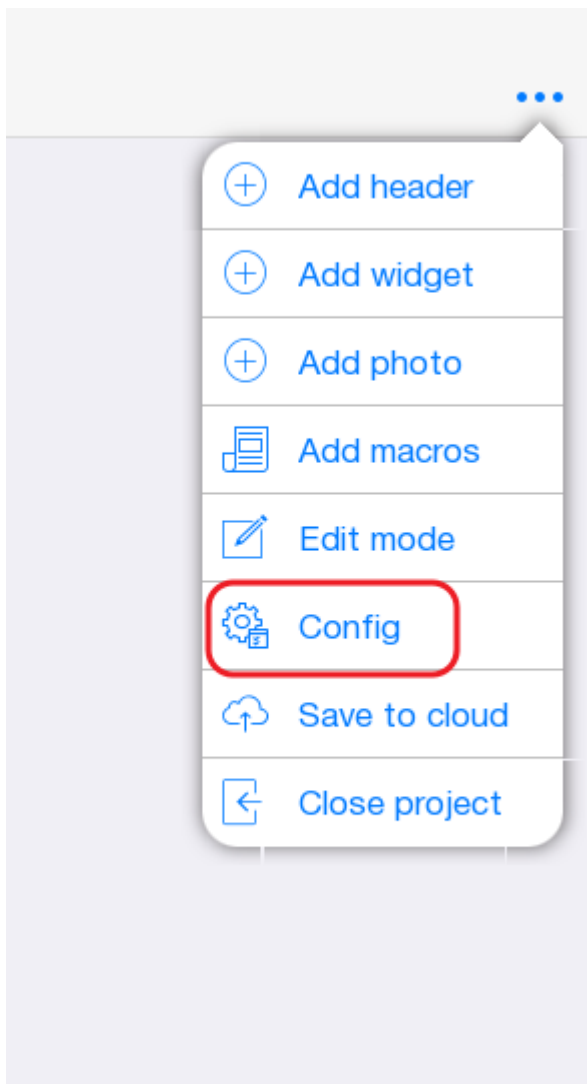 Add header
Add widget
Add photo
Add macros
Edit mode
Config
Save to cloud
Close project